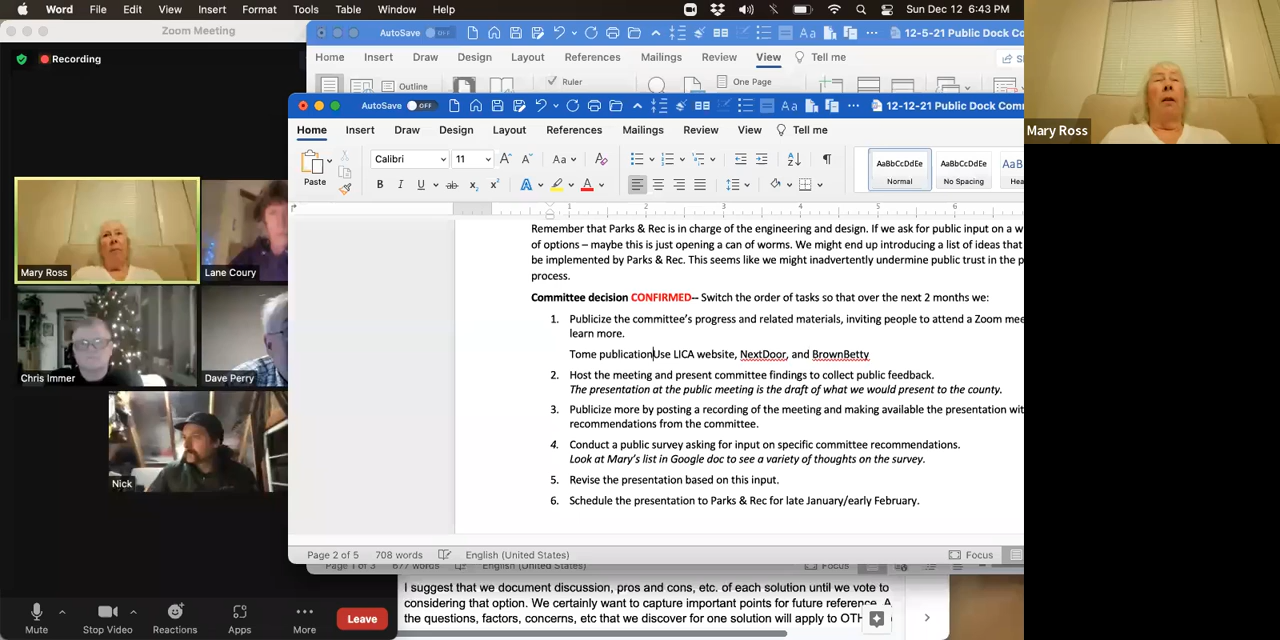 Word File Edit View Insert Format Tools Table Window Help Sun Dec 12 6:43 PM
Zoom Meeting
Recording
AutoSave OFF 12-5-21 Public Dock Comm
Home Insert Draw Design Layout References Mailings Review View Tell me
Outline Ruler One Page
AutoSave OFF 12-12-21 Public Dock Comm
Home Insert Draw Design Layout References Mailings Review View Tell me
Paste Calibri 11 AaBbCcDdEe Normal AaBbCcDdEe No Spacing
Remember that Parks & Rec is in charge of the engineering and design. If we ask for public input on a w
of options – maybe this is just opening a can of worms. We might end up introducing a list of ideas that
be implemented by Parks & Rec. This seems like we might inadvertently undermine public trust in the p
process.
Committee decision CONFIRMED-- Switch the order of tasks so that over the next 2 months we:
1. Publicize the committee's progress and related materials, inviting people to attend a Zoom mee
learn more.
Tome publicationUse LICA website, NextDoor, and BrownBetty
2. Host the meeting and present committee findings to collect public feedback.
The presentation at the public meeting is the draft of what we would present to the county.
3. Publicize more by posting a recording of the meeting and making available the presentation wit
recommendations from the committee.
4. Conduct a public survey asking for input on specific committee recommendations.
Look at Mary's list in Google doc to see a variety of thoughts on the survey.
5. Revise the presentation based on this input.
6. Schedule the presentation to Parks & Rec for late January/early February.
Page 2 of 5 708 words English (United States) Focus
Page 1 of 3 677 words English (United States) Focus
I suggest that we document discussion, pros and cons, etc. of each solution until we vote to
considering that option. We certainly want to capture important points for future reference. A
the questions, factors, concerns, etc that we discover for one solution will apply to OTH
Mary Ross
Lane Coury
Chris Immer
Dave Perry
Nick
Mute Stop Video Reactions Apps More Leave
Mary Ross